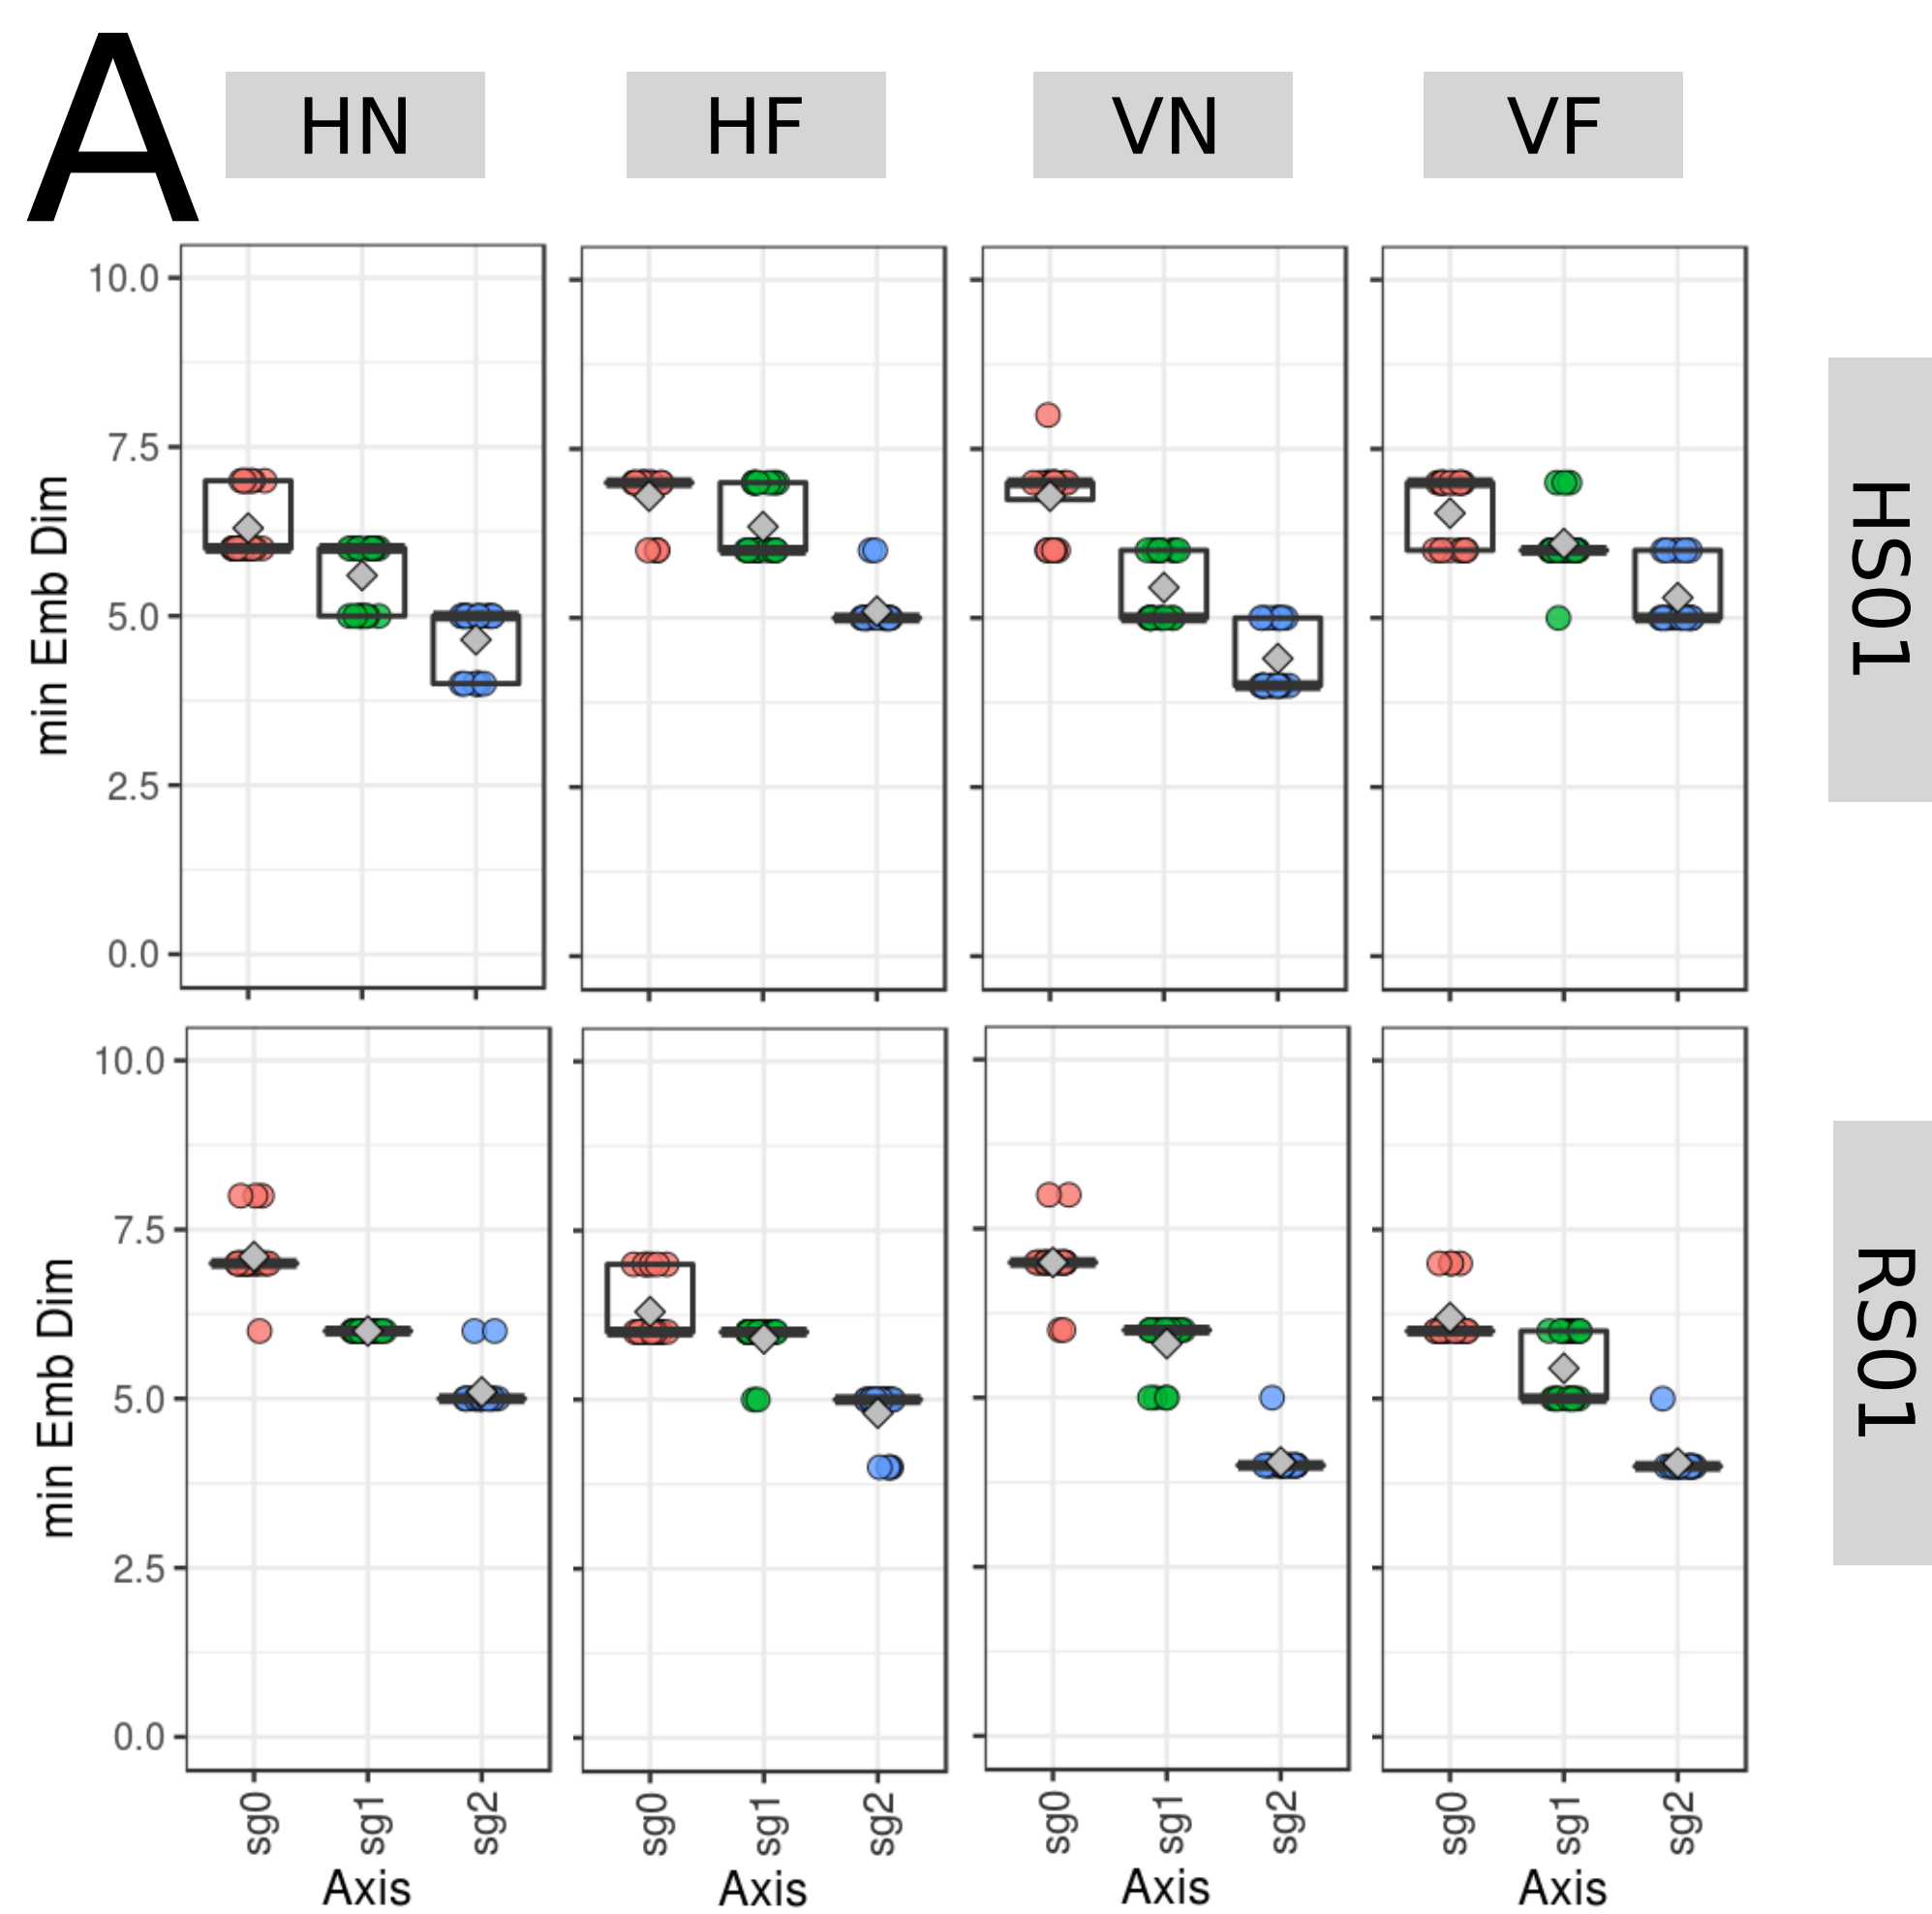 A
HN HF VN VF
10.0
7.5
5.0
2.5
0.0
min Emb Dim
HS01
10.0
7.5
5.0
2.5
0.0
min Emb Dim
RS01
sg0 sg1 sg2 sg0 sg1 sg2 sg0 sg1 sg2 sg0 sg1 sg2
Axis Axis Axis Axis